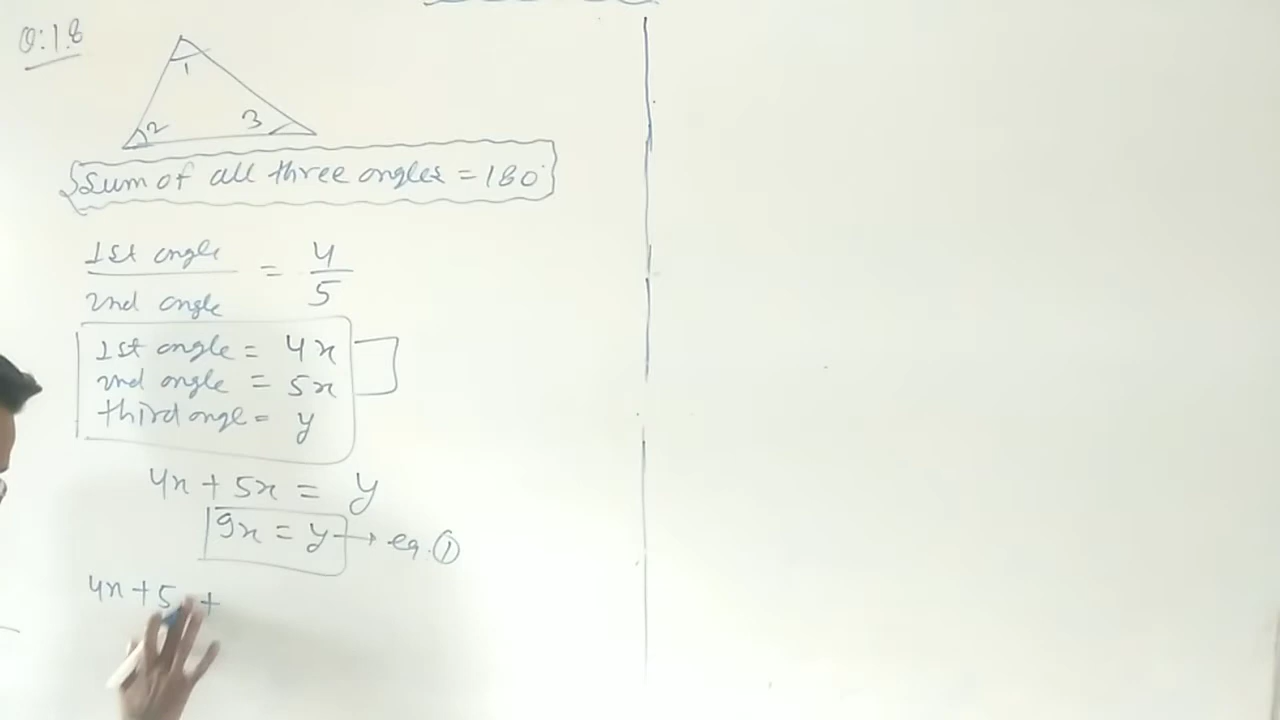 Q:18
1
2
3
Sum of all three angles = 180°
1st angle / 2nd angle = 4/5
1st angle = 4x
2nd angle = 5x
third angl = y
4x + 5x = y
9x = y → eq. ①
4x + 5 +